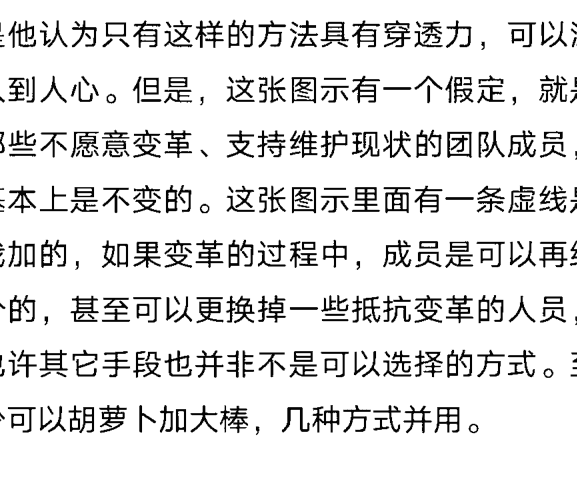 是他认为只有这样的方法具有穿透力，可以深
入到人心。但是，这张图示有一个假定，就是
那些不愿意变革、支持维护现状的团队成员，
基本上是不变的。这张图示里面有一条虚线是
我加的，如果变革的过程中，成员是可以再细
分的，甚至可以更换掉一些抵抗变革的人员，
也许其它手段也并非不是可以选择的方式。至
少可以胡萝卜加大棒，几种方式并用。